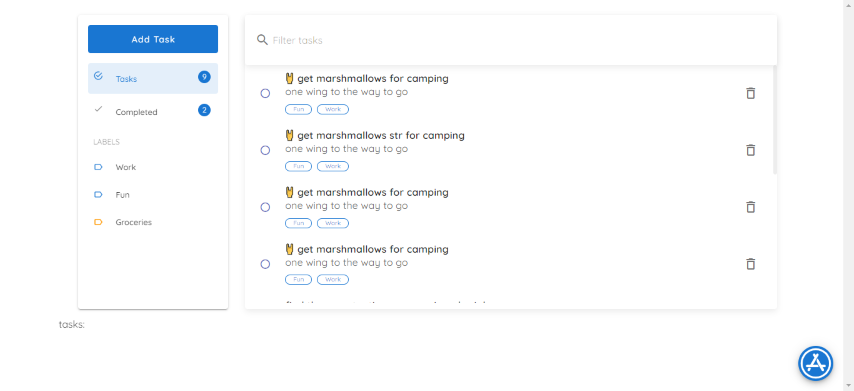 Add Task
Tasks
9
Completed
2
LABELS
Work
Fun
Groceries
Filter tasks
🤘 get marshmallows for camping
one wing to the way to go
Fun Work
🤘 get marshmallows str for camping
one wing to the way to go
Fun Work
🤘 get marshmallows for camping
one wing to the way to go
Fun Work
🤘 get marshmallows for camping
one wing to the way to go
Fun Work
tasks: